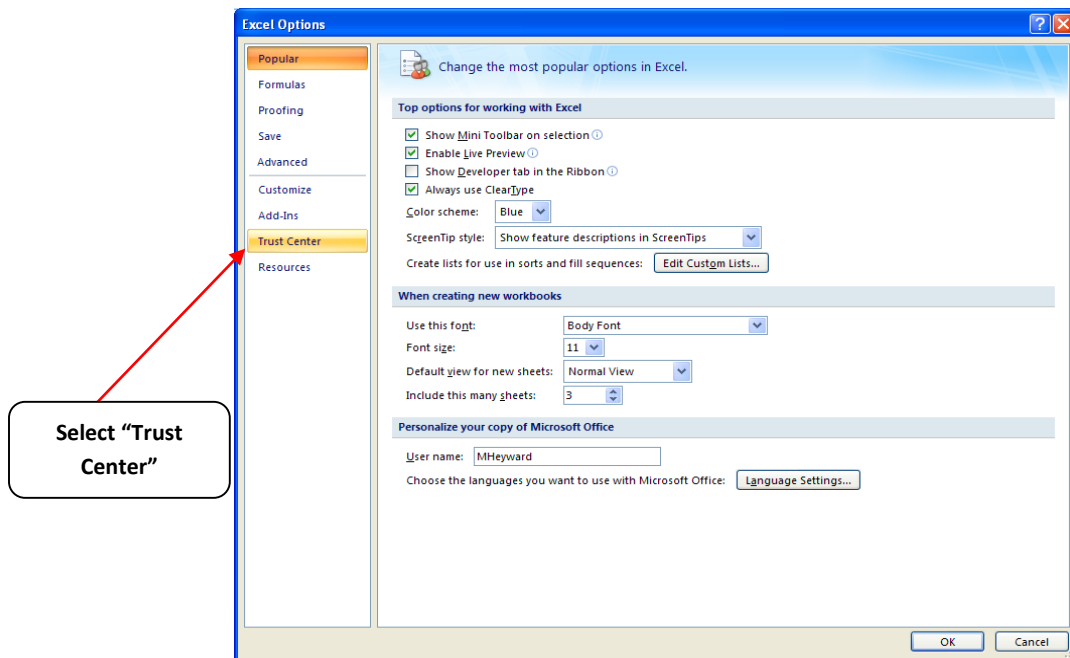 Excel Options
Popular
Formulas
Proofing
Save
Advanced
Customize
Add-Ins
Trust Center
Resources
Change the most popular options in Excel.
Top options for working with Excel
Show Mini Toolbar on selection
Enable Live Preview
Show Developer tab in the Ribbon
Always use ClearType
Color scheme: Blue
ScreenTip style: Show feature descriptions in ScreenTips
Create lists for use in sorts and fill sequences: Edit Custom Lists...
When creating new workbooks
Use this font: Body Font
Font size: 11
Default view for new sheets: Normal View
Include this many sheets: 3
Personalize your copy of Microsoft Office
User name: MHeyward
Choose the languages you want to use with Microsoft Office: Language Settings...
OK Cancel
Select “Trust
Center”